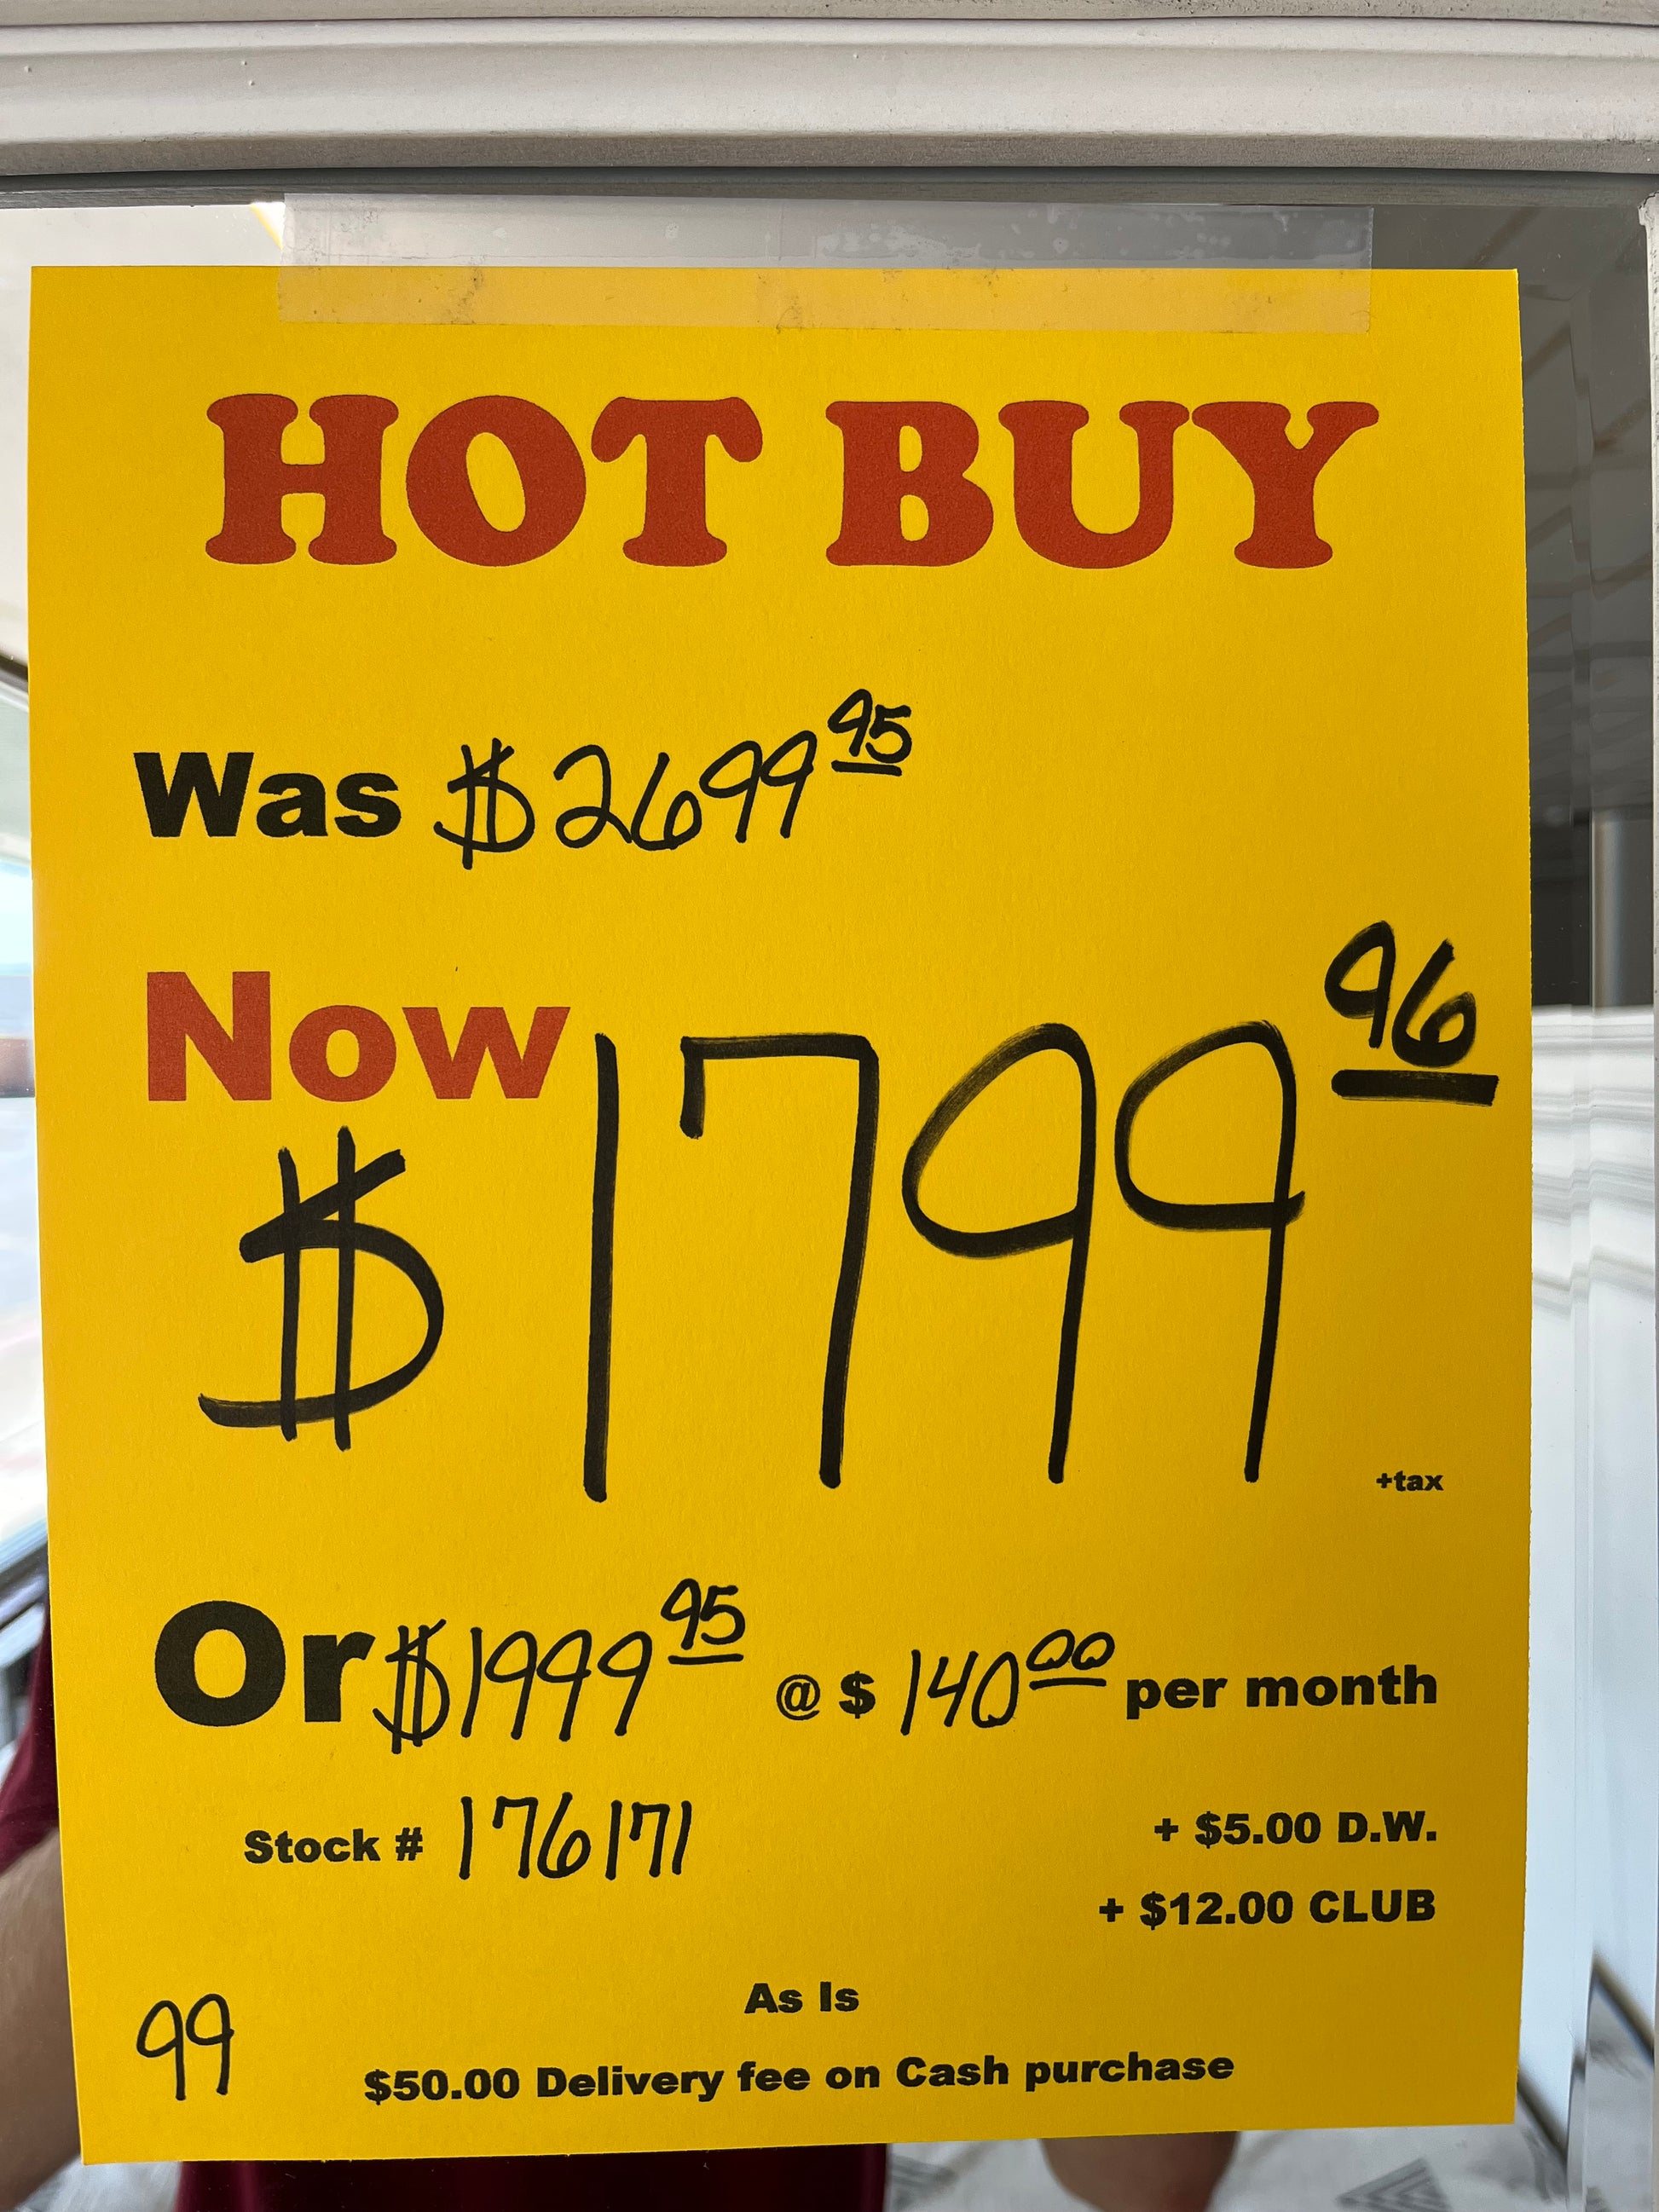 HOT BUY
Was $2699 95
Now
$1799 96
+tax
Or $1999 95 @ $ 140 00 per month
Stock # 176171
+ $5.00 D.W.
+ $12.00 CLUB
As Is
99
$50.00 Delivery fee on Cash purchase